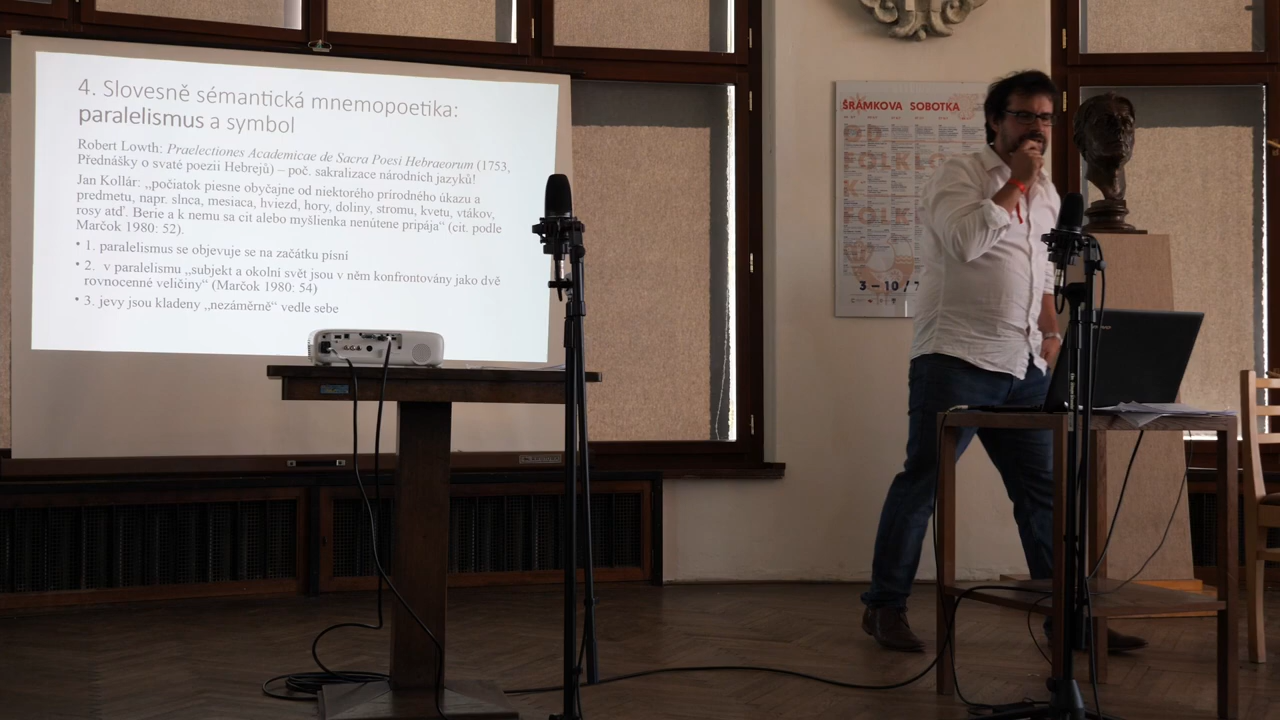 4. Slovesně sémantická mnemopoetika:
paralelismus a symbol
Robert Lowth: Praelectiones Academicae de Sacra Poesi Hebraeorum (1753,
Přednášky o svaté poezii Hebrejů) – poč. sakralizace národních jazyků!
Jan Kollár: „počiatok piesne obyčajne od niektorého prírodného úkazu a
predmetu, napr. slnca, mesiaca, hviezd, hory, doliny, stromu, kvetu, vtákov,
rosy atď. Berie a k nemu sa cit alebo myšlienka nenútene pripája“ (cit. podle
Marčok 1980: 52).
• 1. paralelismus se objevuje se na začátku písní
• 2. v paralelismu „subjekt a okolní svět jsou v něm konfrontovány jako dvě
rovnocenné veličiny“ (Marčok 1980: 54)
• 3. jevy jsou kladeny „nezáměrně“ vedle sebe
ŠRÁMKOVA SOBOTKA
FOLKLO
FOLK
3 – 10 / 7